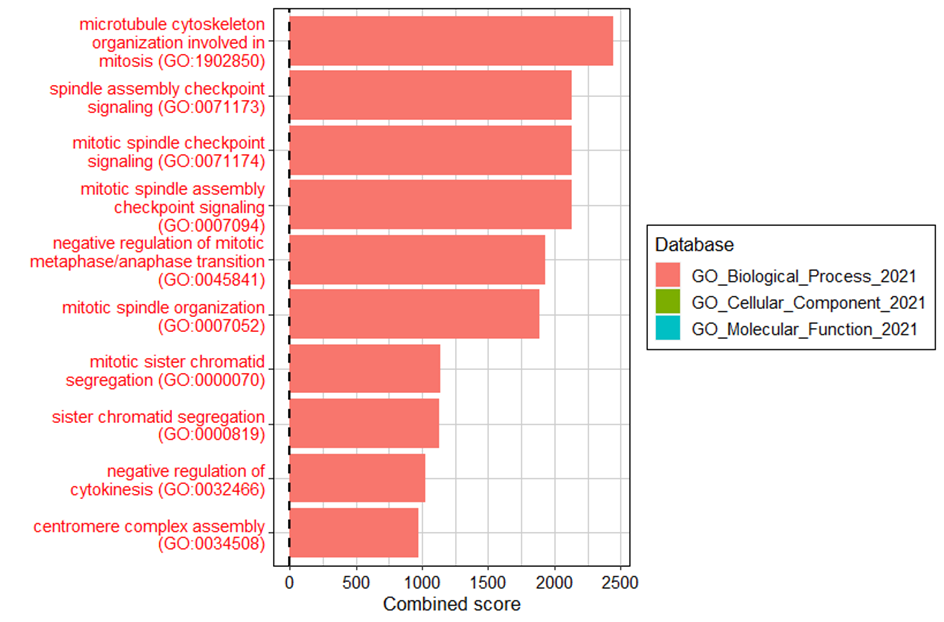 microtubule cytoskeleton
organization involved in
mitosis (GO:1902850)
spindle assembly checkpoint
signaling (GO:0071173)
mitotic spindle checkpoint
signaling (GO:0071174)
mitotic spindle assembly
checkpoint signaling
(GO:0007094)
negative regulation of mitotic
metaphase/anaphase transition
(GO:0045841)
mitotic spindle organization
(GO:0007052)
mitotic sister chromatid
segregation (GO:0000070)
sister chromatid segregation
(GO:0000819)
negative regulation of
cytokinesis (GO:0032466)
centromere complex assembly
(GO:0034508)
0 500 1000 1500 2000 2500
Combined score
Database
GO_Biological_Process_2021
GO_Cellular_Component_2021
GO_Molecular_Function_2021